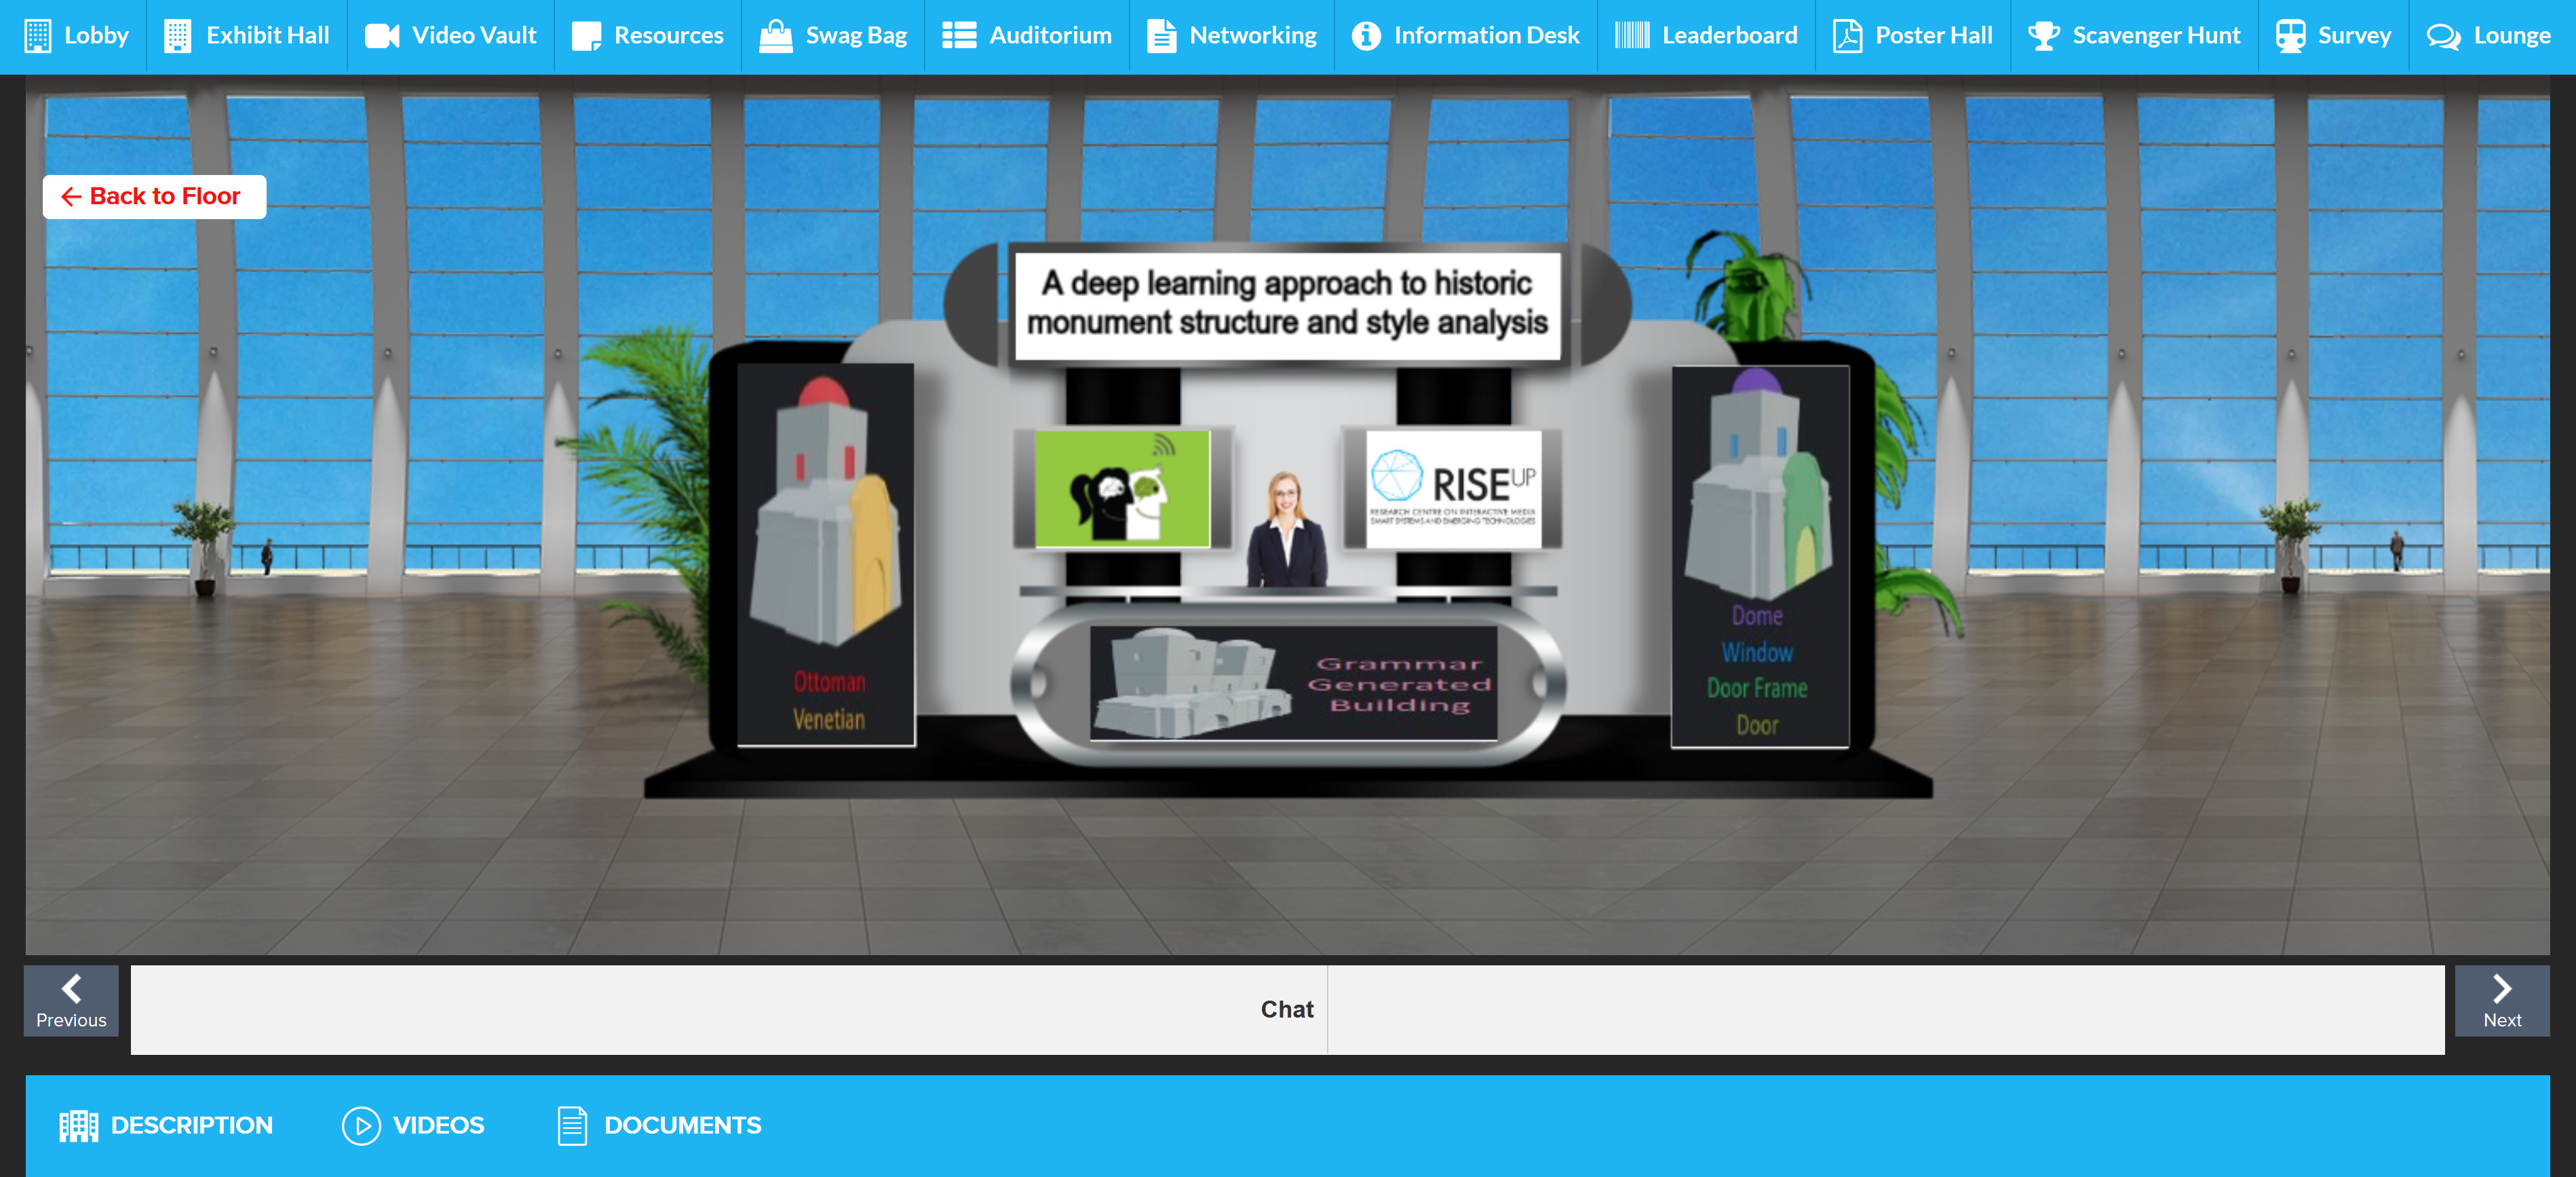 Lobby
Exhibit Hall
Video Vault
Resources
Swag Bag
Auditorium
Networking
Information Desk
Leaderboard
Poster Hall
Scavenger Hunt
Survey
Lounge
Back to Floor
A deep learning approach to historic
monument structure and style analysis
RISE UP
RESEARCH CENTRE ON INTERACTIVE MEDIA
SMART SYSTEMS AND EMERGING TECHNOLOGIES
Ottoman
Venetian
Grammar
Generated
Building
Dome
Window
Door Frame
Door
Previous
Chat
Next
DESCRIPTION
VIDEOS
DOCUMENTS